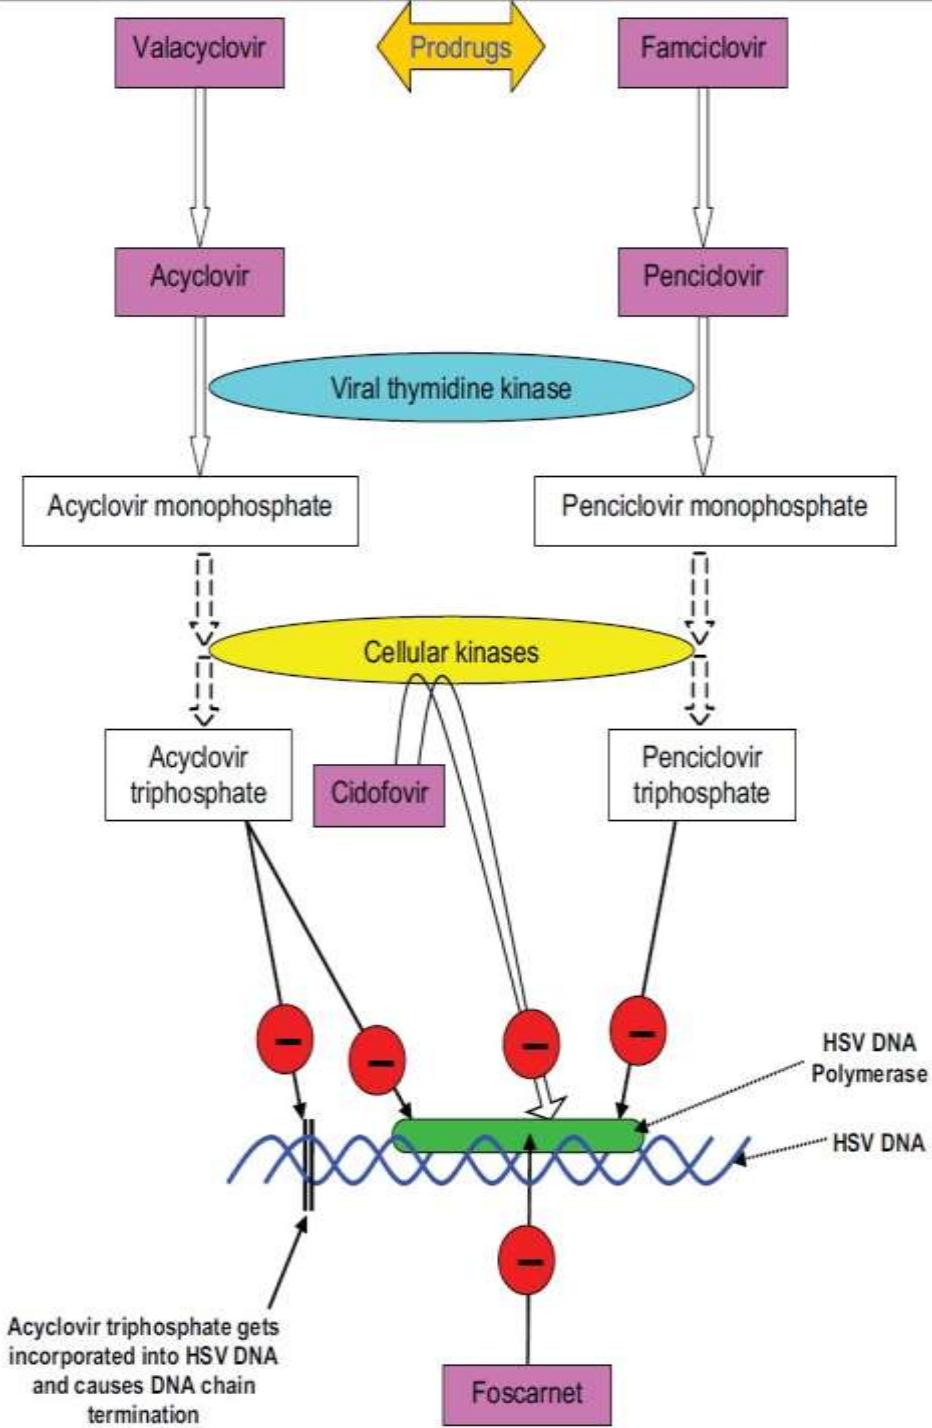 Valacyclovir
Prodrugs
Famciclovir
Acyclovir
Penciclovir
Viral thymidine kinase
Acyclovir monophosphate
Penciclovir monophosphate
Cellular kinases
Acyclovir
triphosphate
Cidofovir
Penciclovir
triphosphate
HSV DNA
Polymerase
HSV DNA
Acyclovir triphosphate gets
incorporated into HSV DNA
and causes DNA chain
termination
Foscarnet